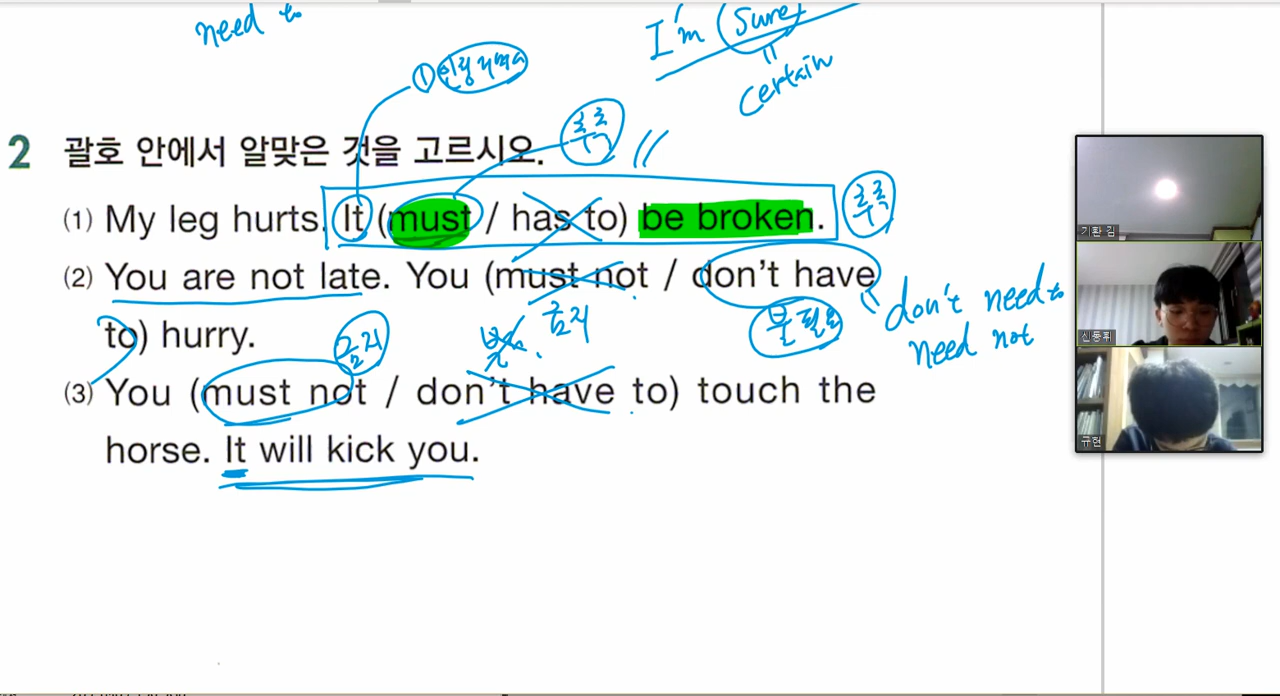 need to
I'm (Sure)
〃
certain
①
2 괄호 안에서 알맞은 것을 고르시오.
추측 〃
(1) My leg hurts. It (must / has to) be broken.
추측
(2) You are not late. You (must not / don't have
to) hurry.
금지
불필요
〃 don't need to
need not
금지
(3) You (must not / don't have to) touch the
horse. It will kick you.
기환 김
신동휘
규현